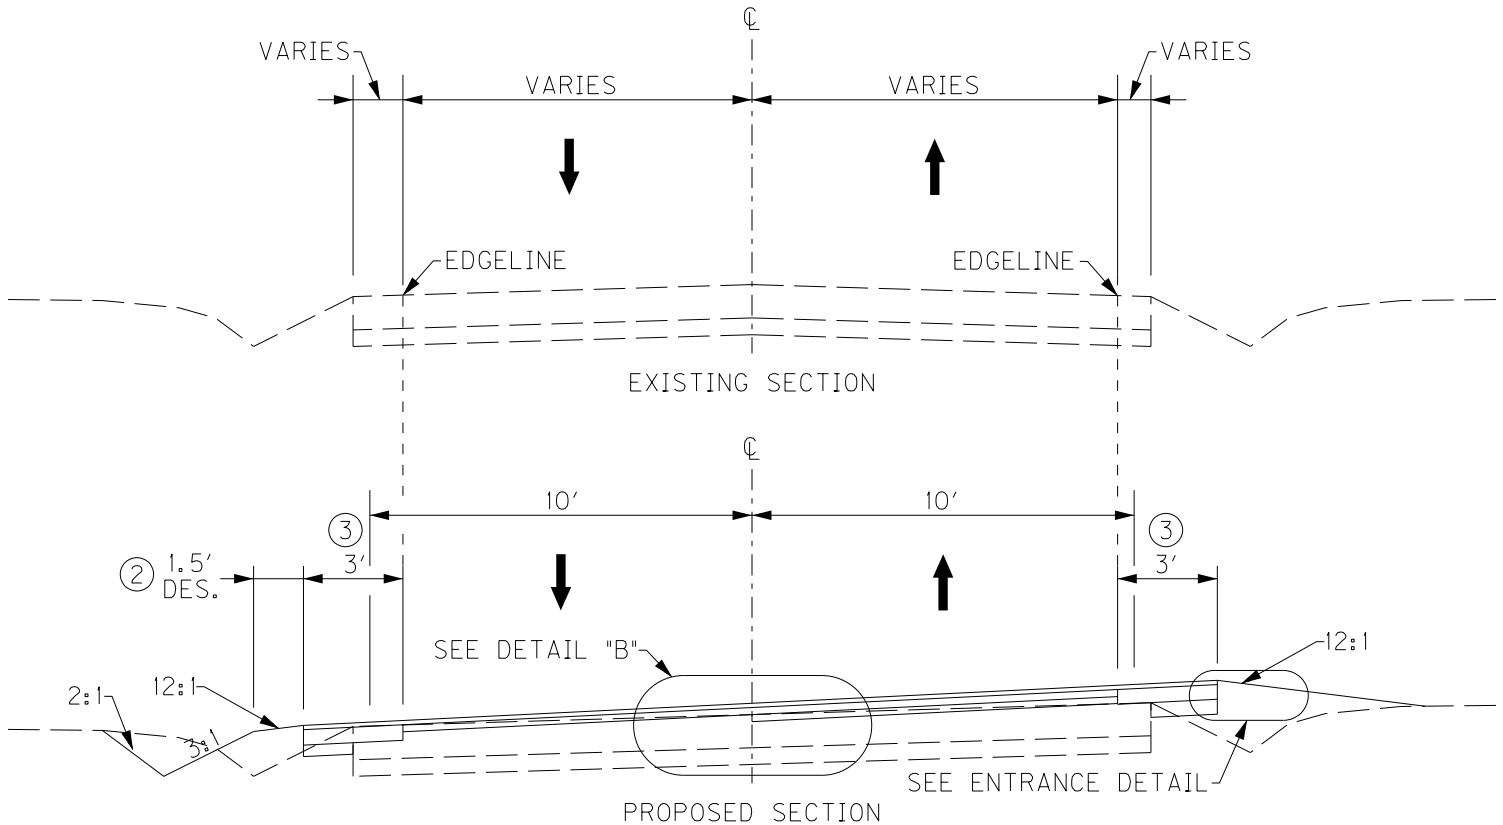 ℄
VARIES
VARIES
VARIES
VARIES
EDGELINE
EDGELINE
EXISTING SECTION
℄
10'
10'
3
3
2
1.5'
DES.
3'
3'
SEE DETAIL "B"
12:1
2:1
12:1
3:1
SEE ENTRANCE DETAIL
PROPOSED SECTION